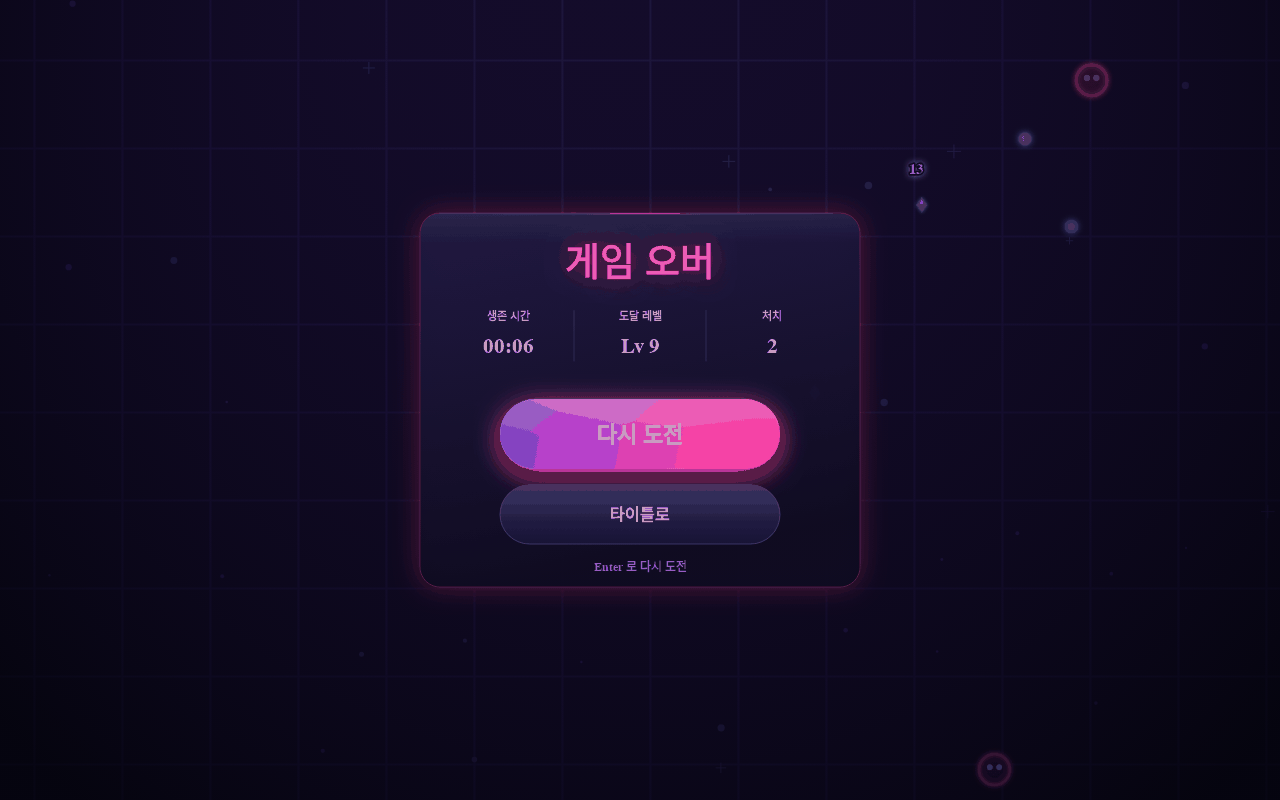 13
게임 오버
생존 시간 도달 레벨 처치
00:06 Lv 9 2
다시 도전
타이틀로
Enter 로 다시 도전